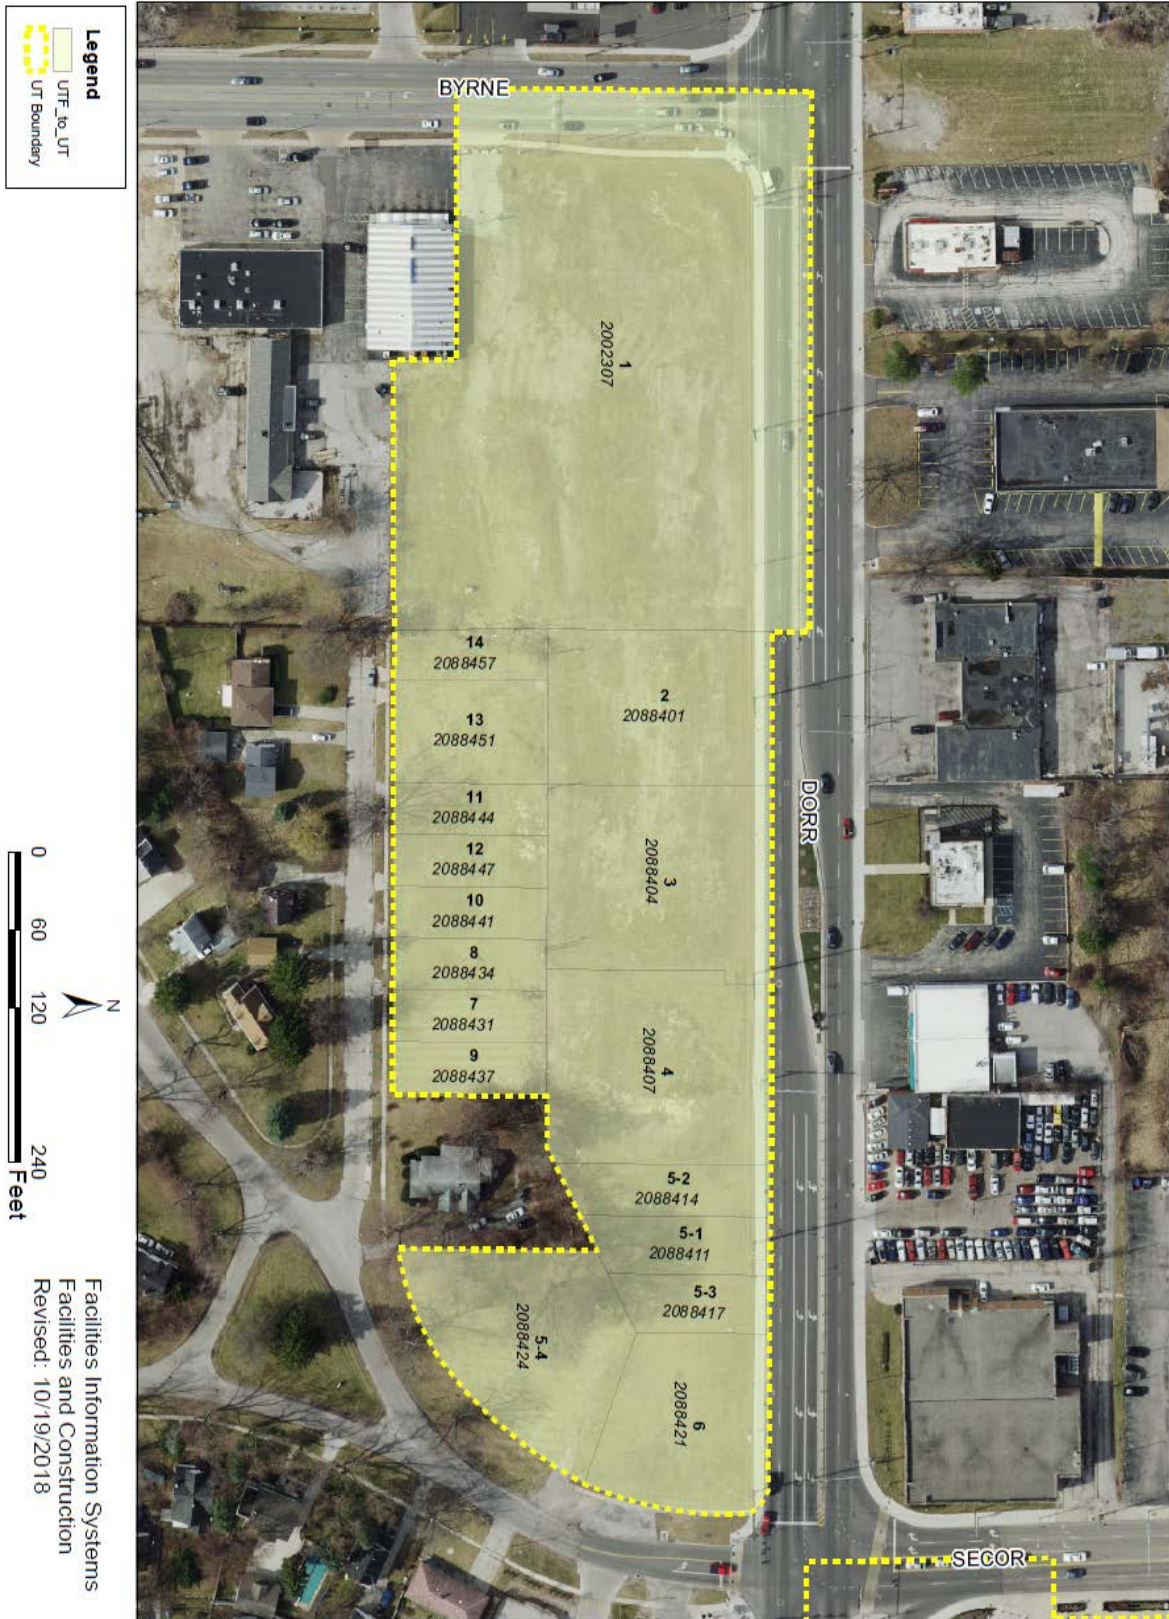 Legend
UTF_to_UT
UT Boundary
BYRNE
DORR
SECOR
1
2002307
2
2088401
3
2088404
4
2088407
5-2
2088414
5-1
2088411
5-3
2088417
6
2088421
5-4
2088424
14
2088457
13
2088451
11
2088444
12
2088447
10
2088441
8
2088434
7
2088431
9
2088437
N
0 60 120 240
Feet
Facilities Information Systems
Facilities and Construction
Revised: 10/19/2018